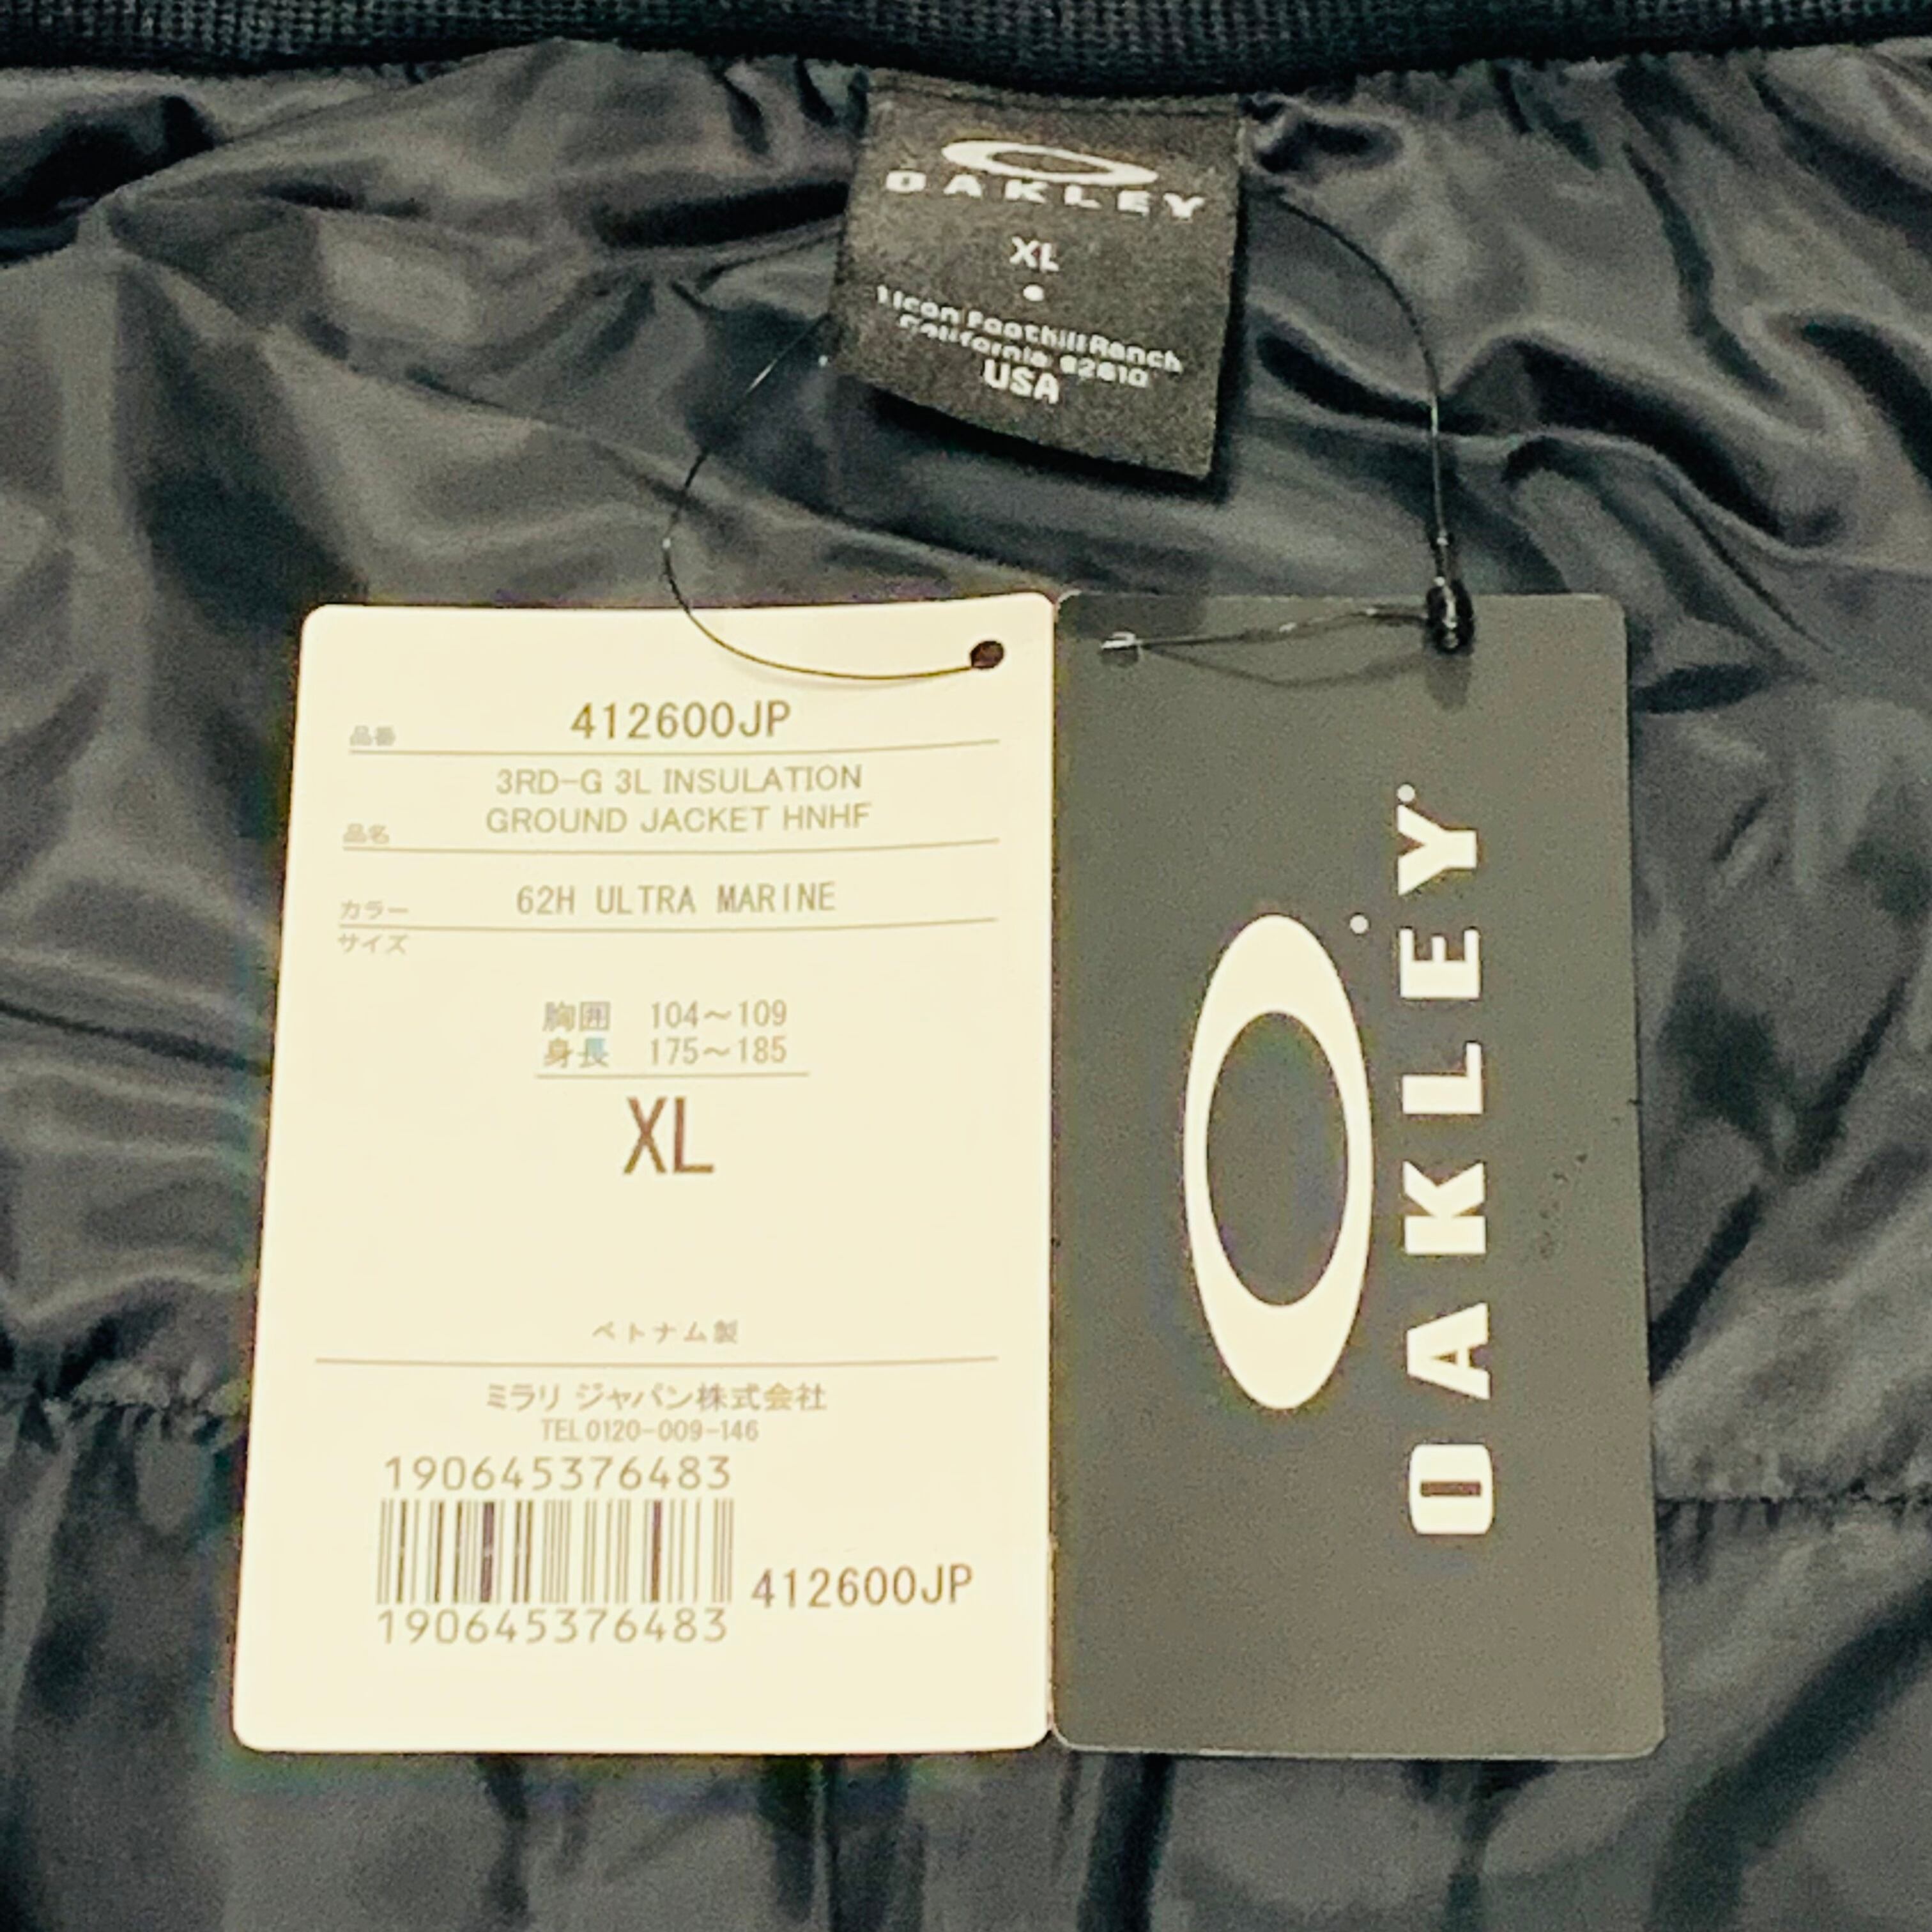 OAKLEY
XL
1 Icon Foothill Ranch
California 92610
USA
品番 412600JP
3RD-G 3L INSULATION
品名 GROUND JACKET HNHF
カラー 62H ULTRA MARINE
サイズ
胸囲 104～109
身長 175～185
XL
ベトナム製
ミラリ ジャパン株式会社
TEL0120-009-146
190645376483
412600JP
190645376483
OAKLEY